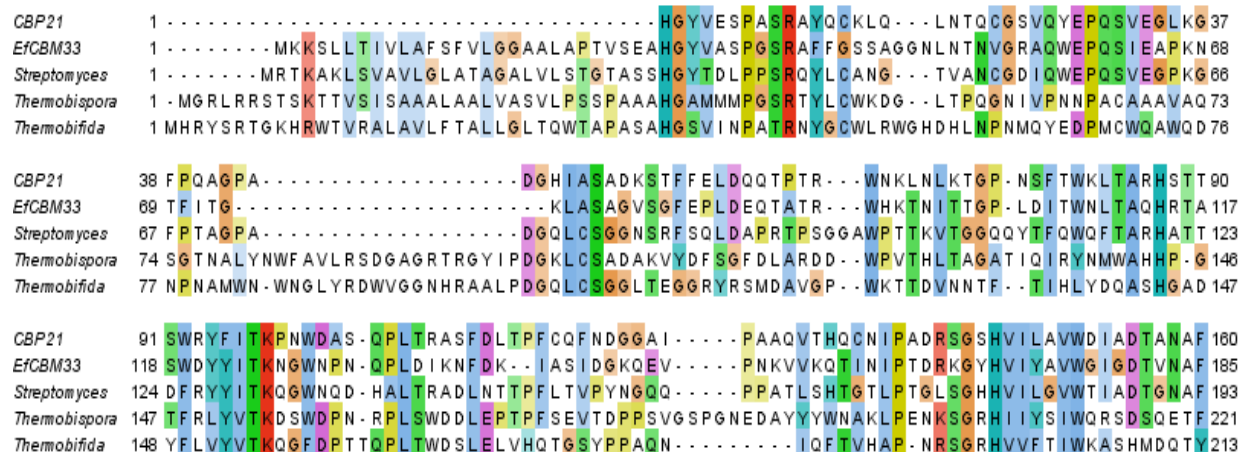 CBP21 1 ------------------------------------HGYVESPASRAYQCKLQ---LNTQCGSVQYEPQSVEGLKG 37
EfCBM33 1 --------MKKSLLTIVLAFSFVLGGAALAPTVSEAHGYVASPGSRAFFGSSAGGNLNTNVGRAQWEPQSIEAPKN 68
Streptomyces 1 -------MRTKAKLSVAVLGLATAGALVLSTGTASSHGYTDLPPSRQYLCANG---TVANCGDIQWEPQSVEGPKG 66
Thermobispora 1 -MGRLRRSTSKTTVSISAAALAALVASVLPSSPAAAHGAMMMPGSRTYLCWKDG--LTPQGNIVPNNPACAAAVAQ 73
Thermobifida 1 MHRYSRTGKHRWTVRALAVLFTALLGLTQWTAPASAHGSVINPATRNYGCWLRWGHDHLNPNMQYEDPMCWQAWQD 76
CBP21 38 FPQAGPA-------------------DGHIASADKSTFFELDQQTPTR---WNKLNLKTGP-NSFTWKLTARHSTT 90
EfCBM33 69 TFITG-----------------------KLASAGVSGFEPLDEQTATR---WHKTNITTGP-LDITWNLTAQHRTA 117
Streptomyces 67 FPTAGPA-------------------DGQLCSGGNSRFSQLDAPRTPSGGAWPTTKVTGGQQYTFQWQFTARHATT 123
Thermobispora 74 SGTNALYNWFAVLRSDGAGRTRGYIPDGKLCSADAKVYDFSGFDLARDD--WPVTHLTAGATIQIRYNMWAHHP-G 146
Thermobifida 77 NPNAMWN-WNGLYRDWVGGNHRAALPDGQLCSGGLTEGGRYRSMDAVGP--WKTTDVNNTF--TIHLYDQASHGAD 147
CBP21 91 SWRYFITKPNWDAS-QPLTRASFDLTPFCQFNDGGAI-----PAAQVTHQCNIPADRSGSHVILAVWDIADTANAF 160
EfCBM33 118 SWDYYITKNGWNPN-QPLDIKNFDK--IASIDGKQEV-----PNKVVKQTINIPTDRKGYHVIYAVWGIGDTVNAF 185
Streptomyces 124 DFRYYITKQGWNQD-HALTRADLNTTPFLTVPYNGQQ-----PPATLSHTGTLPTGLSGHHVILGVWTIADTGNAF 193
Thermobispora 147 TFRLYVTKDSWDPN-RPLSWDDLEPTPFSEVTDPPSVGSPGNEDAYYYWNAKLPENKSGRHIIYSIWQRSDSQETF 221
Thermobifida 148 YFLVYVTKQGFDPTTQPLTWDSLELVHQTGSYPPAQN---------IQFTVHAP-NRSGRHVVFTIWKASHMDQTY 213